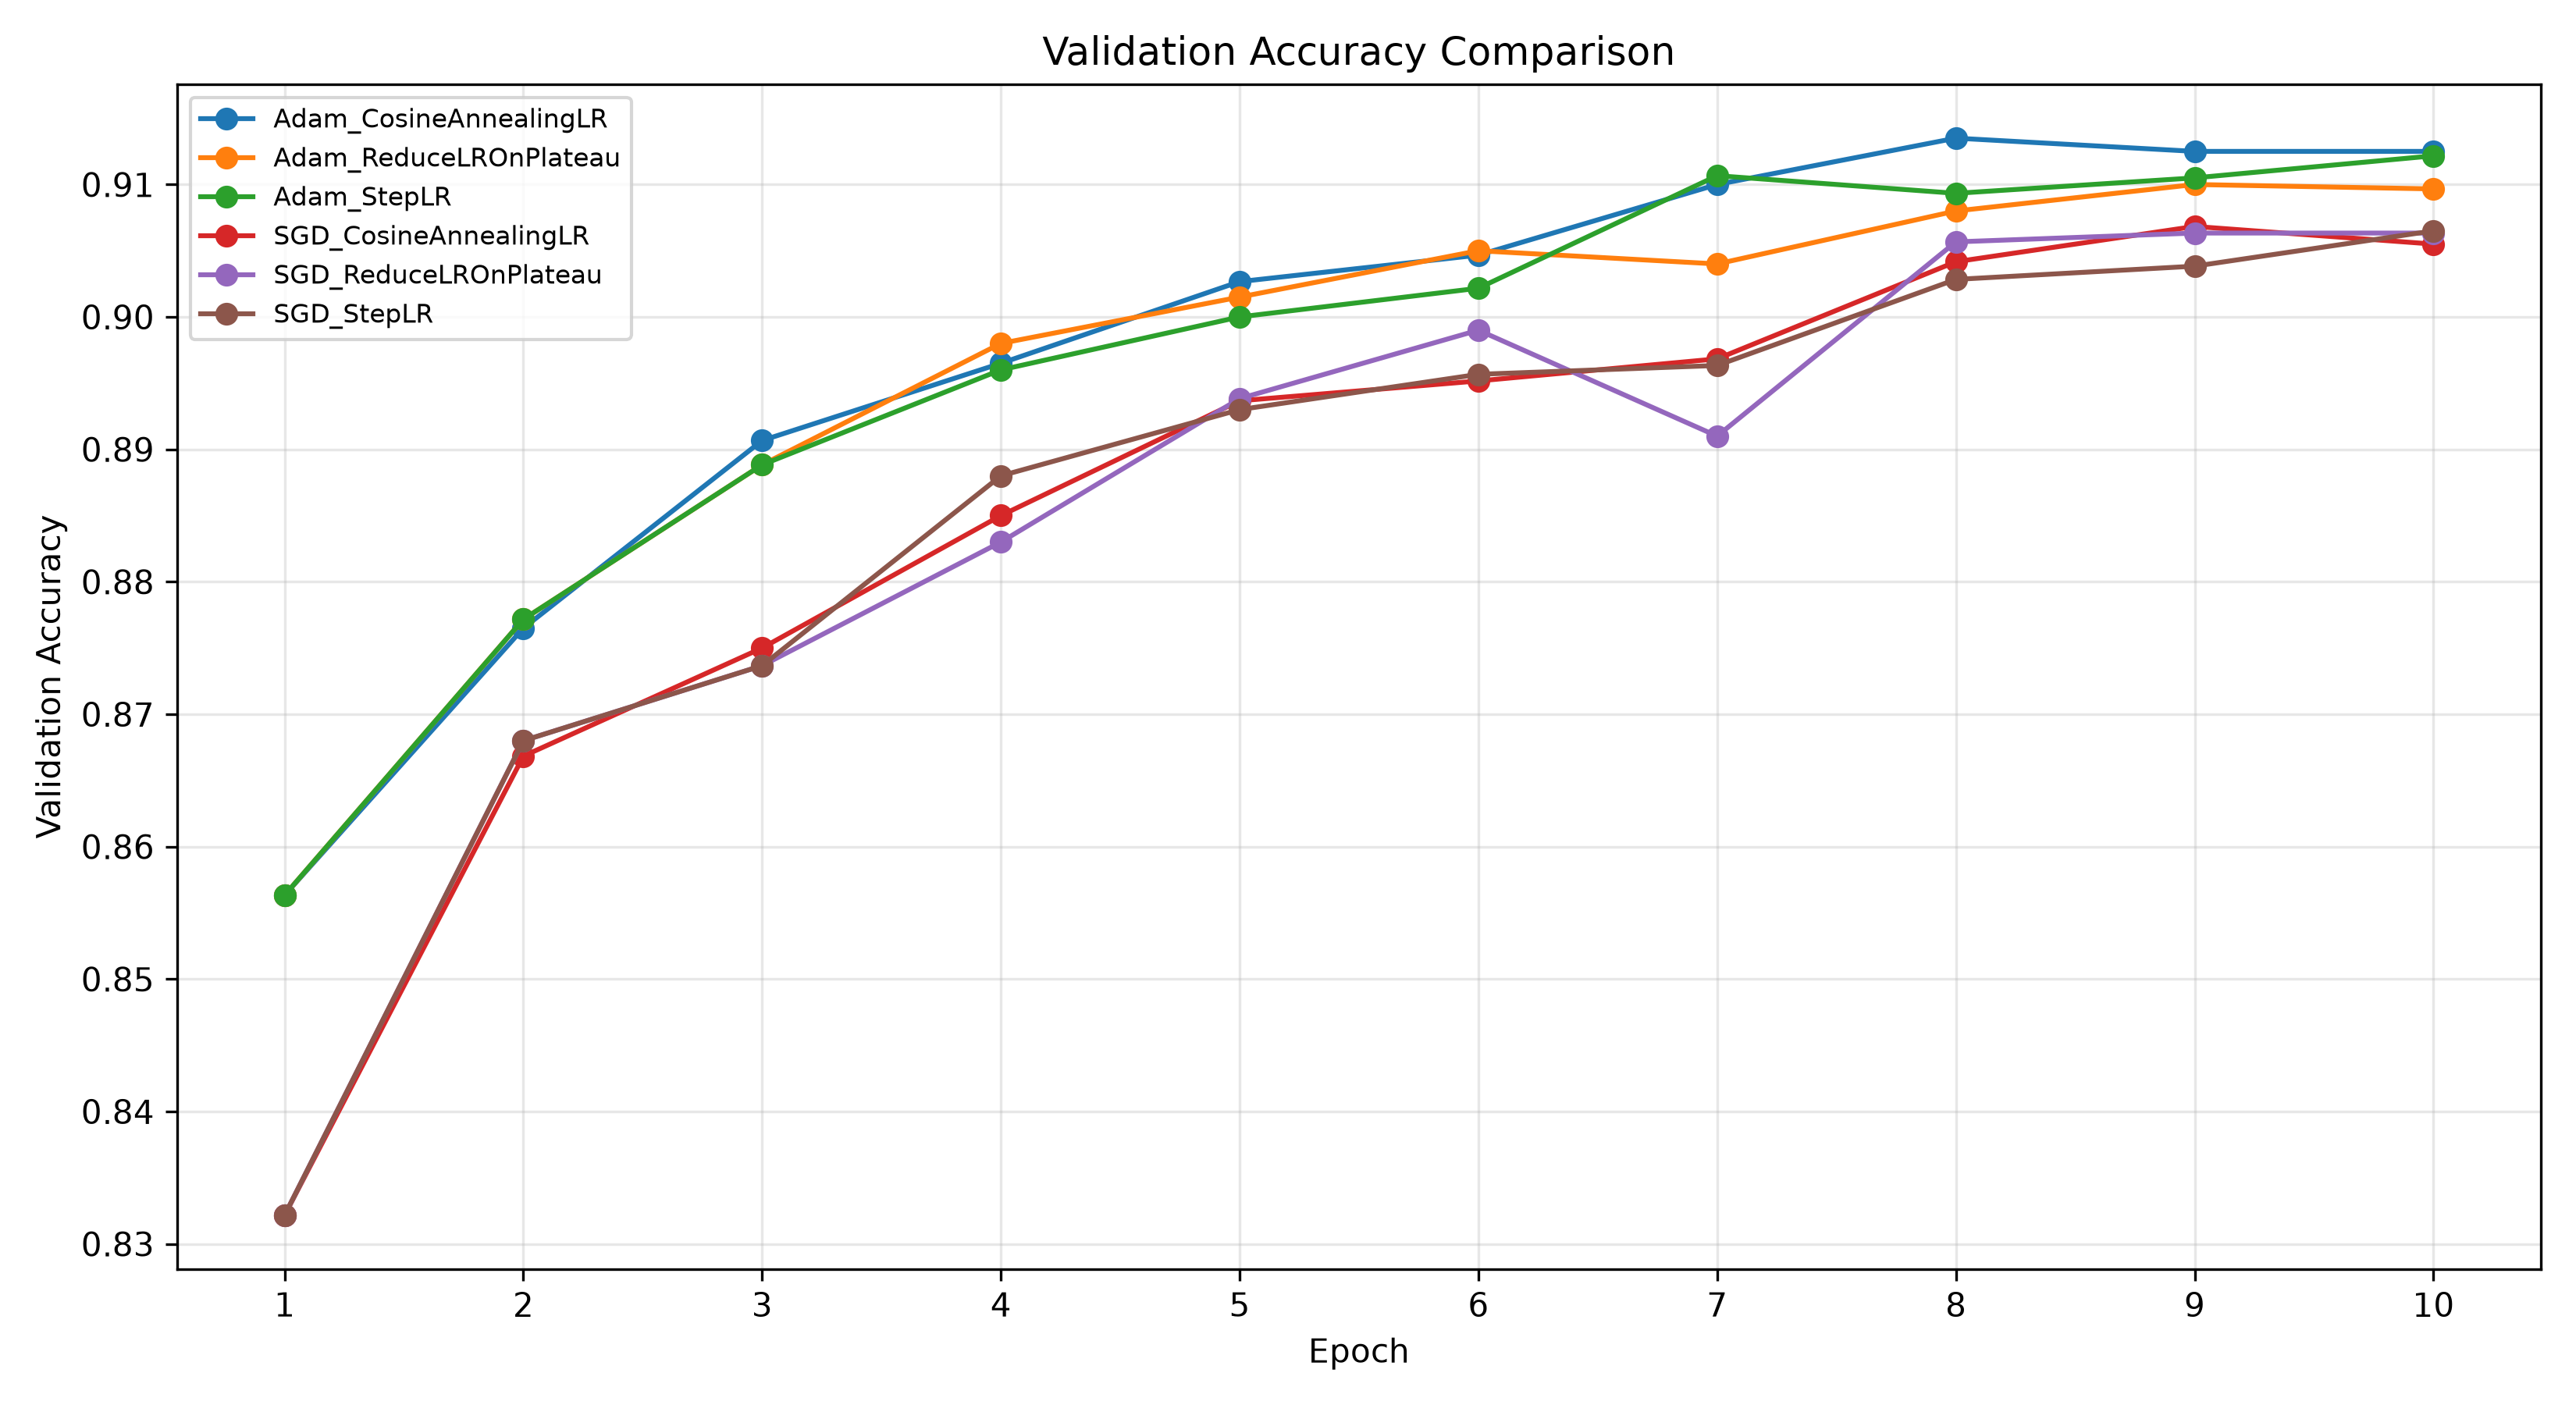 Validation Accuracy Comparison
Adam_CosineAnnealingLR
Adam_ReduceLROnPlateau
Adam_StepLR
SGD_CosineAnnealingLR
SGD_ReduceLROnPlateau
SGD_StepLR
Validation Accuracy
0.91
0.90
0.89
0.88
0.87
0.86
0.85
0.84
0.83
1 2 3 4 5 6 7 8 9 10
Epoch